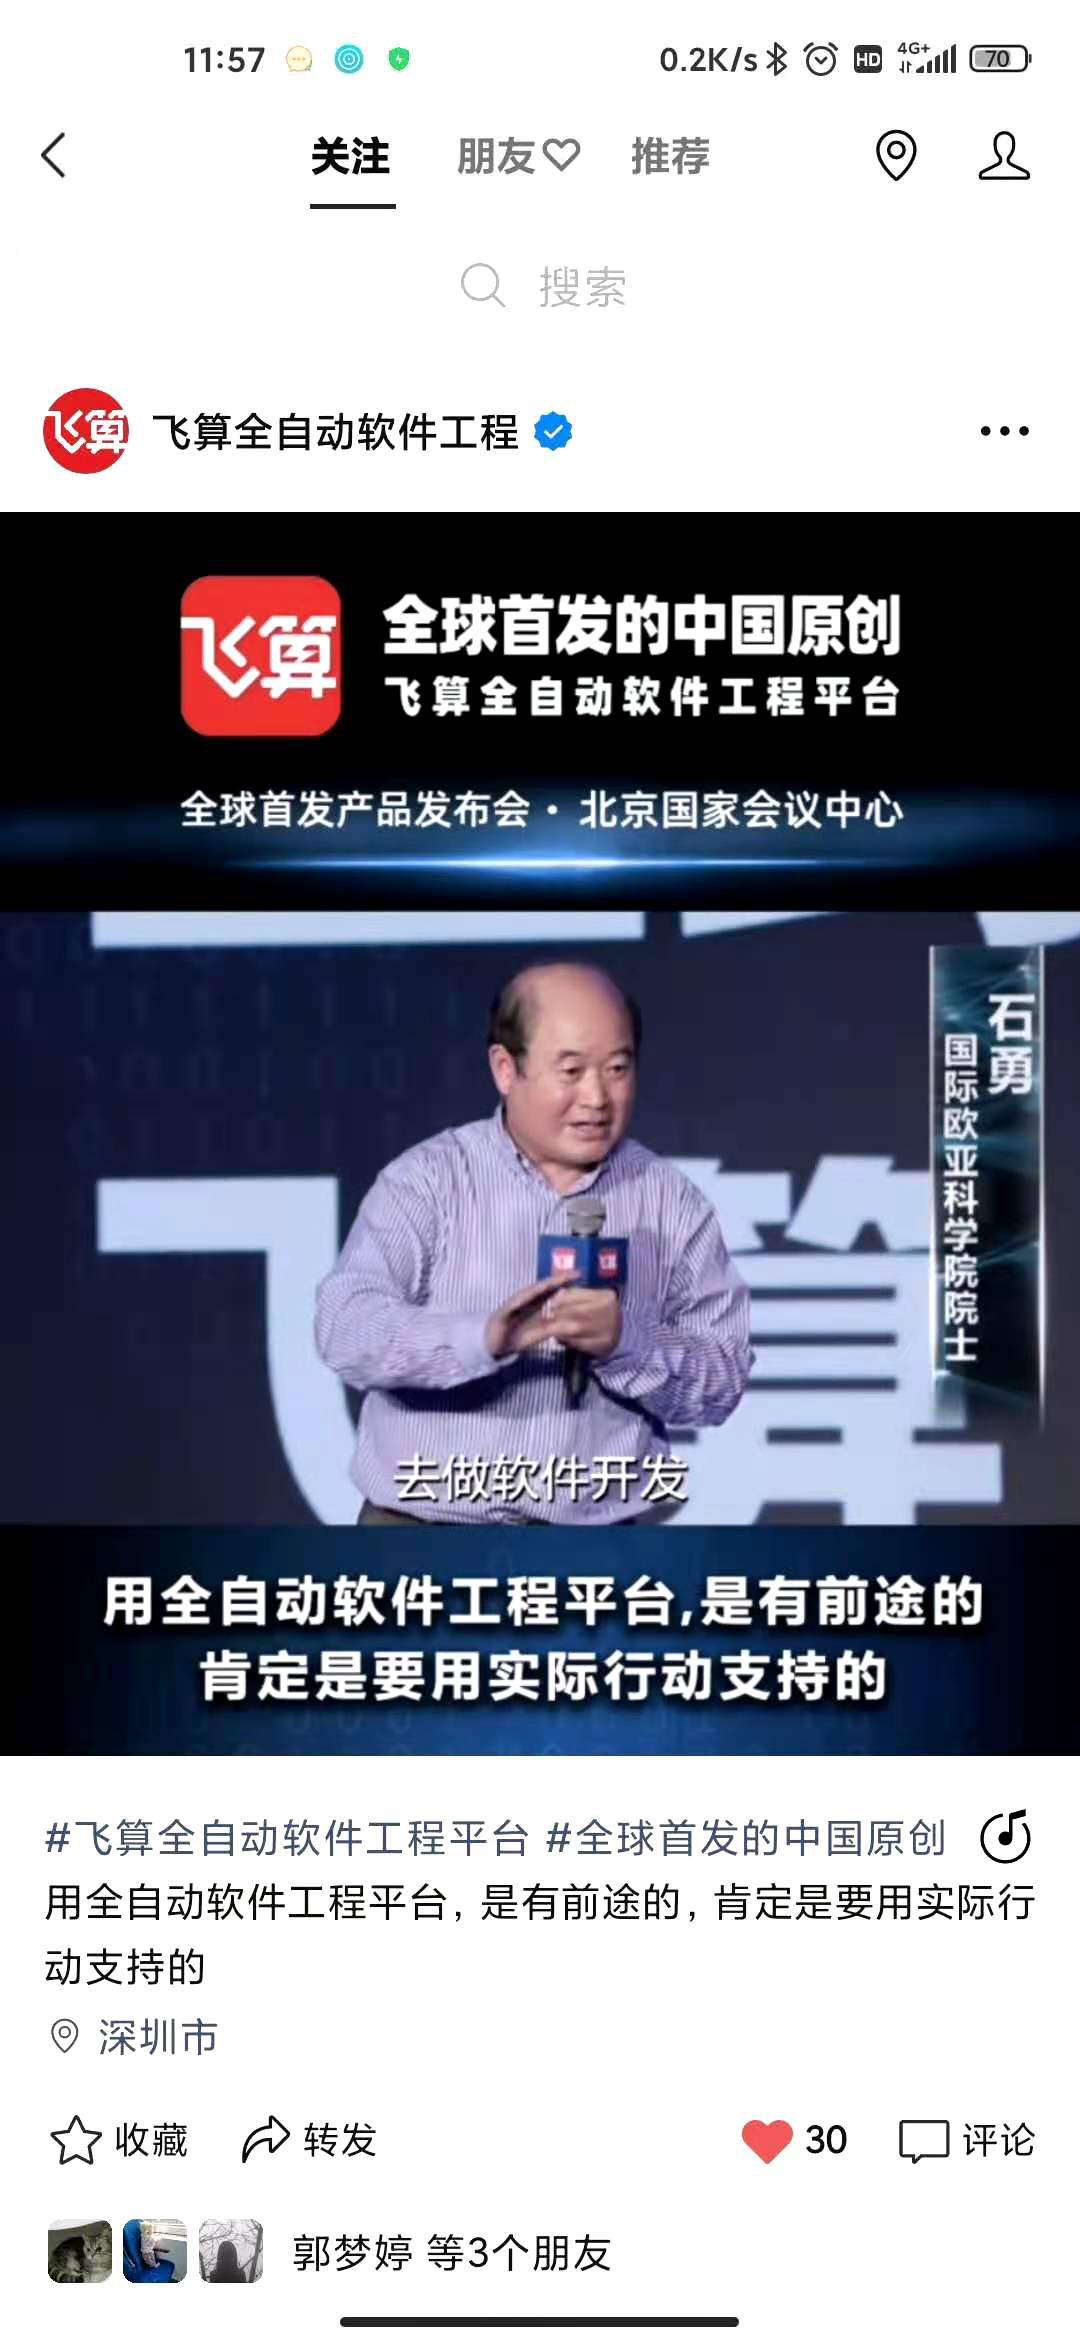 11:57
0.2K/s HD 4G+ 70
关注 朋友 推荐
搜索
飞算 飞算全自动软件工程
飞算
全球首发的中国原创
飞算全自动软件工程平台
全球首发产品发布会·北京国家会议中心
石勇
国际欧亚科学院院士
飞算
去做软件开发
用全自动软件工程平台,是有前途的
肯定是要用实际行动支持的
#飞算全自动软件工程平台 #全球首发的中国原创
用全自动软件工程平台，是有前途的，肯定是要用实际行
动支持的
深圳市
收藏 转发 30 评论
郭梦婷 等3个朋友